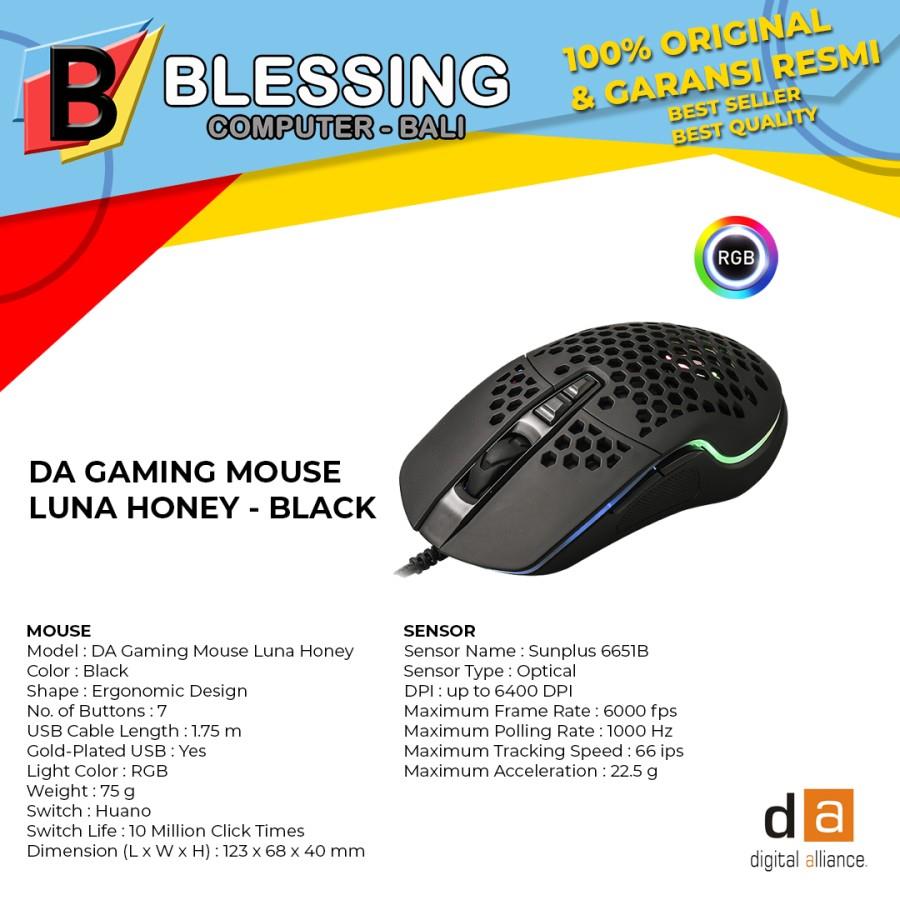 B
BLESSING
COMPUTER - BALI
100% ORIGINAL
& GARANSI RESMI
BEST SELLER
BEST QUALITY
RGB
DA GAMING MOUSE
LUNA HONEY - BLACK
MOUSE
Model : DA Gaming Mouse Luna Honey
Color : Black
Shape : Ergonomic Design
No. of Buttons : 7
USB Cable Length : 1.75 m
Gold-Plated USB : Yes
Light Color : RGB
Weight : 75 g
Switch : Huano
Switch Life : 10 Million Click Times
Dimension (L x W x H) : 123 x 68 x 40 mm
SENSOR
Sensor Name : Sunplus 6651B
Sensor Type : Optical
DPI : up to 6400 DPI
Maximum Frame Rate : 6000 fps
Maximum Polling Rate : 1000 Hz
Maximum Tracking Speed : 66 ips
Maximum Acceleration : 22.5 g
da
digital alliance.